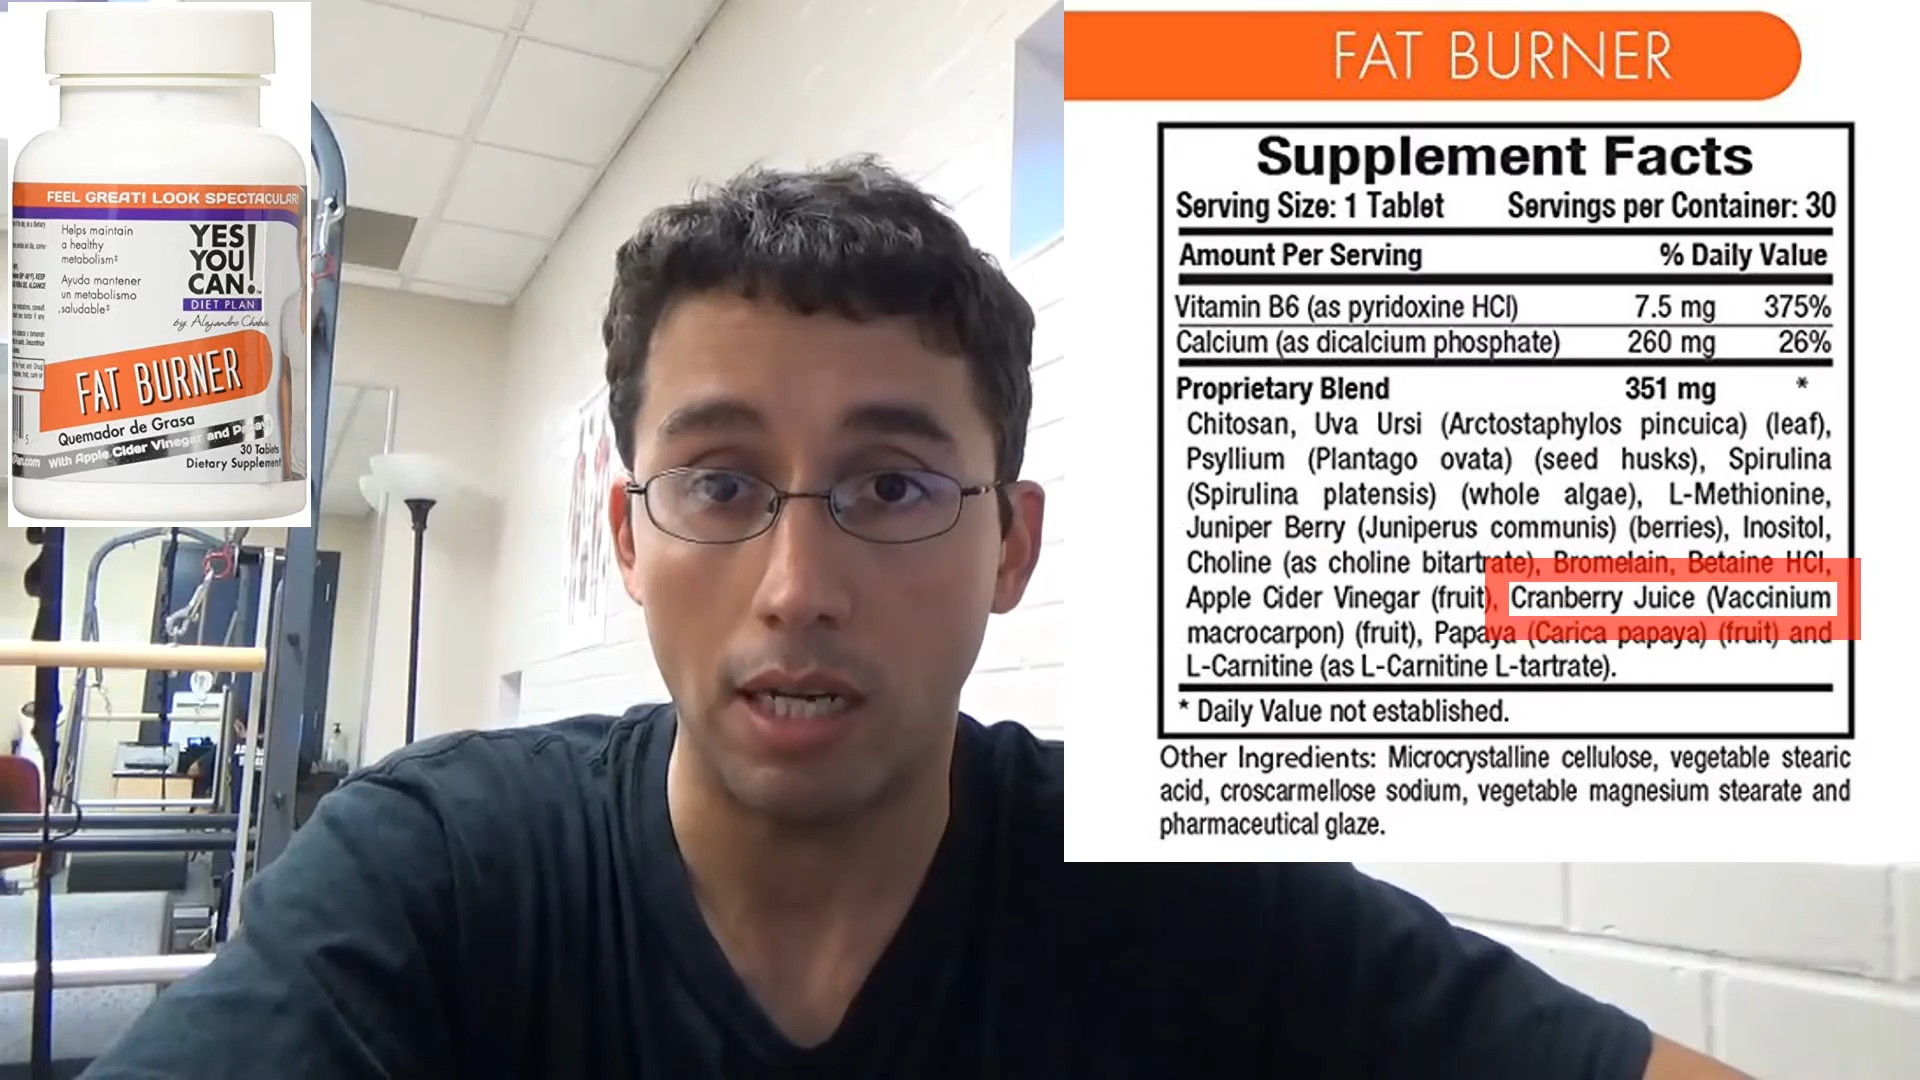 FEEL GREAT! LOOK SPECTACULAR!
Helps maintain
a healthy
metabolism‡
Ayuda mantener
un metabolismo
saludable‡
YES
YOU
CAN!
DIET PLAN
by Alejandro Chabán
FAT BURNER
Quemador de Grasa
With Apple Cider Vinegar and Papaya
30 Tablets
Dietary Supplement
FAT BURNER
Supplement Facts
Serving Size: 1 Tablet Servings per Container: 30
Amount Per Serving % Daily Value
Vitamin B6 (as pyridoxine HCl) 7.5 mg 375%
Calcium (as dicalcium phosphate) 260 mg 26%
Proprietary Blend 351 mg *
Chitosan, Uva Ursi (Arctostaphylos pincuica) (leaf),
Psyllium (Plantago ovata) (seed husks), Spirulina
(Spirulina platensis) (whole algae), L-Methionine,
Juniper Berry (Juniperus communis) (berries), Inositol,
Choline (as choline bitartrate), Bromelain, Betaine HCl,
Apple Cider Vinegar (fruit), Cranberry Juice (Vaccinium
macrocarpon) (fruit), Papaya (Carica papaya) (fruit) and
L-Carnitine (as L-Carnitine L-tartrate).
* Daily Value not established.
Other Ingredients: Microcrystalline cellulose, vegetable stearic
acid, croscarmellose sodium, vegetable magnesium stearate and
pharmaceutical glaze.